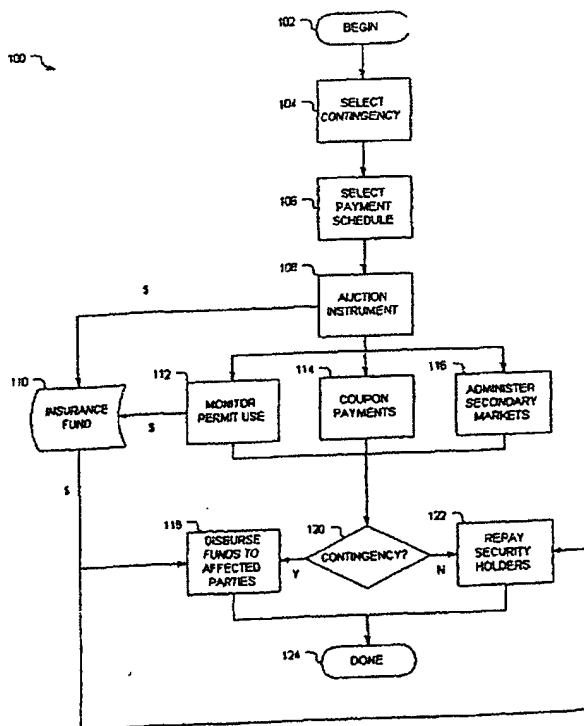 102
BEGIN
100
104
SELECT
CONTINGENCY
106
SELECT
PAYMENT
SCHEDULE
108
AUCTION
INSTRUMENT
$
110
INSURANCE
FUND
$
112
MONITOR
PERMIT USE
114
COUPON
PAYMENTS
116
ADMINISTER
SECONDARY
MARKETS
$
118
DISBURSE
FUNDS TO
AFFECTED
PARTIES
Y
120
CONTINGENCY?
N
122
REPAY
SECURITY
HOLDERS
124
DONE